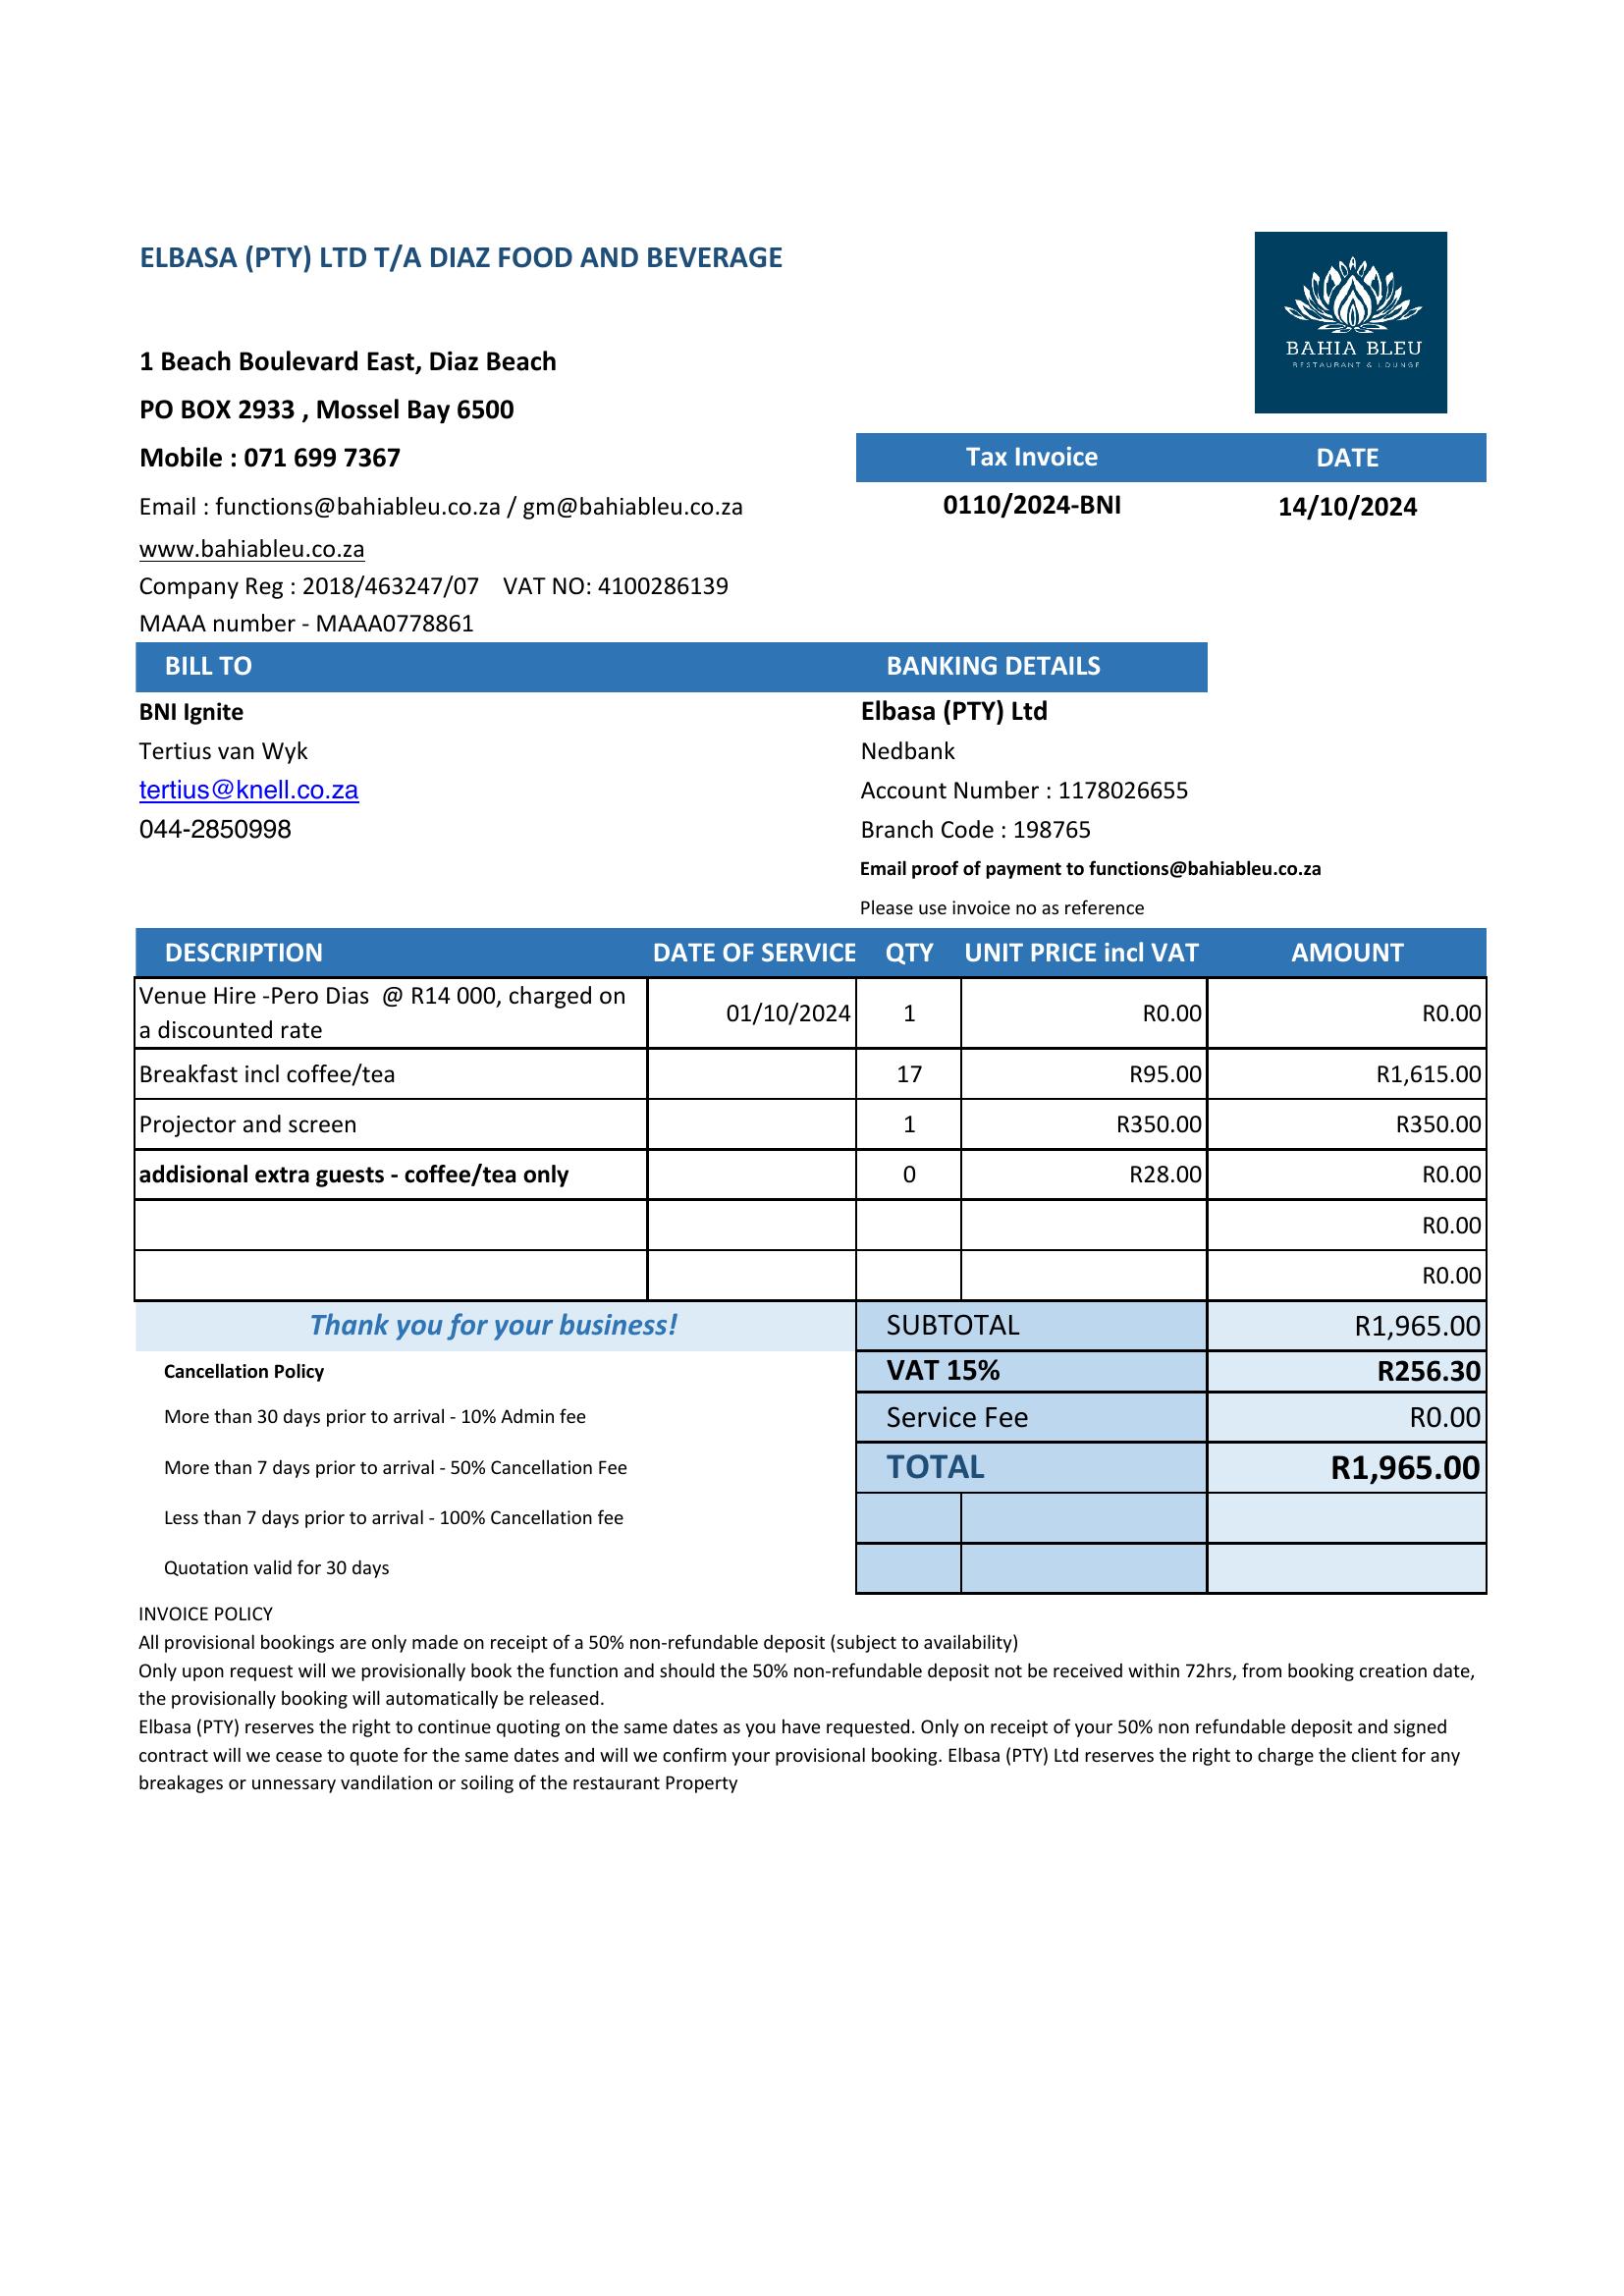 ELBASA (PTY) LTD T/A DIAZ FOOD AND BEVERAGE
BAHIA BLEU
RESTAURANT & LOUNGE
1 Beach Boulevard East, Diaz Beach
PO BOX 2933 , Mossel Bay 6500
Mobile : 071 699 7367
Tax Invoice DATE
Email : functions@bahiableu.co.za / gm@bahiableu.co.za
0110/2024-BNI 14/10/2024
www.bahiableu.co.za
Company Reg : 2018/463247/07 VAT NO: 4100286139
MAAA number - MAAA0778861
BILL TO BANKING DETAILS
BNI Ignite Elbasa (PTY) Ltd
Tertius van Wyk Nedbank
tertius@knell.co.za Account Number : 1178026655
044-2850998 Branch Code : 198765
Email proof of payment to functions@bahiableu.co.za
Please use invoice no as reference
DESCRIPTION DATE OF SERVICE QTY UNIT PRICE incl VAT AMOUNT
Venue Hire -Pero Dias @ R14 000, charged on
a discounted rate 01/10/2024 1 R0.00 R0.00
Breakfast incl coffee/tea 17 R95.00 R1,615.00
Projector and screen 1 R350.00 R350.00
addisional extra guests - coffee/tea only 0 R28.00 R0.00
R0.00
R0.00
Thank you for your business! SUBTOTAL R1,965.00
Cancellation Policy VAT 15% R256.30
More than 30 days prior to arrival - 10% Admin fee Service Fee R0.00
More than 7 days prior to arrival - 50% Cancellation Fee TOTAL R1,965.00
Less than 7 days prior to arrival - 100% Cancellation fee
Quotation valid for 30 days
INVOICE POLICY
All provisional bookings are only made on receipt of a 50% non-refundable deposit (subject to availability)
Only upon request will we provisionally book the function and should the 50% non-refundable deposit not be received within 72hrs, from booking creation date,
the provisionally booking will automatically be released.
Elbasa (PTY) reserves the right to continue quoting on the same dates as you have requested. Only on receipt of your 50% non refundable deposit and signed
contract will we cease to quote for the same dates and will we confirm your provisional booking. Elbasa (PTY) Ltd reserves the right to charge the client for any
breakages or unnessary vandilation or soiling of the restaurant Property